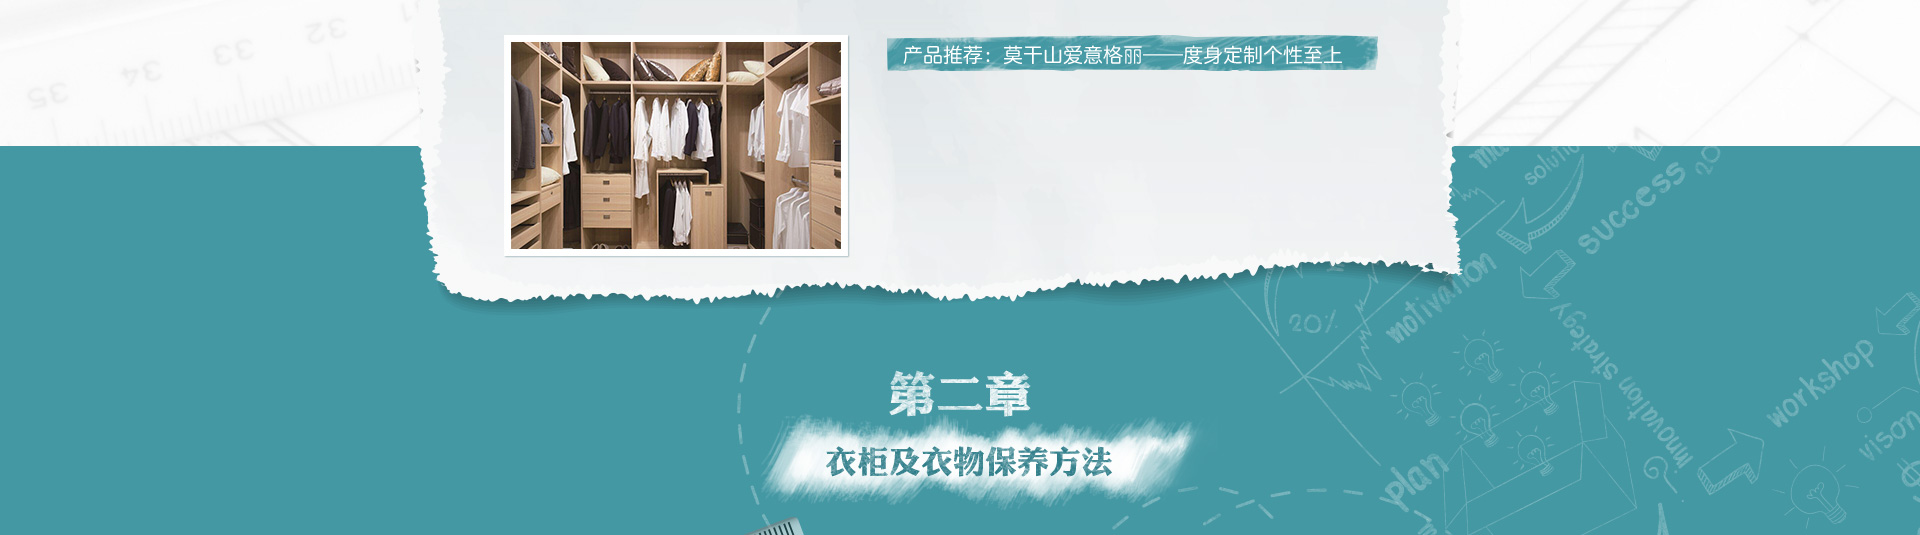 35
34
33
32
产品推荐：莫干山爱意格丽——度身定制个性至上
solution
success
motivation
20%
innovation strategy
workshop
vison
plan
第二章
衣柜及衣物保养方法